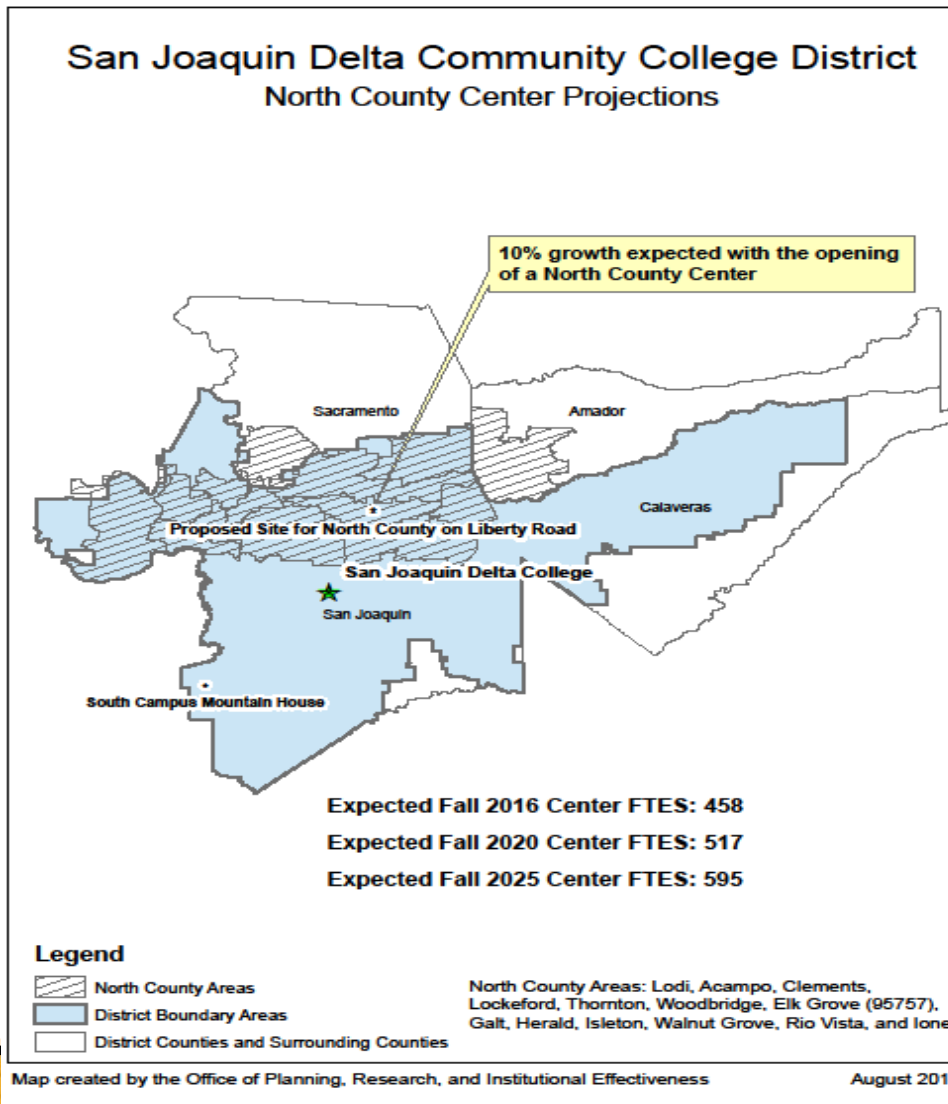 San Joaquin Delta Community College District
North County Center Projections
10% growth expected with the opening
of a North County Center
Sacramento
Amador
Calaveras
Proposed Site for North County on Liberty Road
San Joaquin Delta College
San Joaquin
South Campus Mountain House
Expected Fall 2016 Center FTES: 458
Expected Fall 2020 Center FTES: 517
Expected Fall 2025 Center FTES: 595
Legend
North County Areas
District Boundary Areas
District Counties and Surrounding Counties
North County Areas: Lodi, Acampo, Clements,
Lockeford, Thornton, Woodbridge, Elk Grove (95757),
Galt, Herald, Isleton, Walnut Grove, Rio Vista, and Ione
Map created by the Office of Planning, Research, and Institutional Effectiveness
August 201